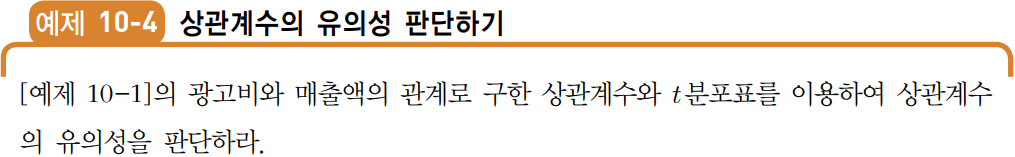 예제 10-4 상관계수의 유의성 판단하기
[예제 10-1]의 광고비와 매출액의 관계로 구한 상관계수와 t분포표를 이용하여 상관계수
의 유의성을 판단하라.